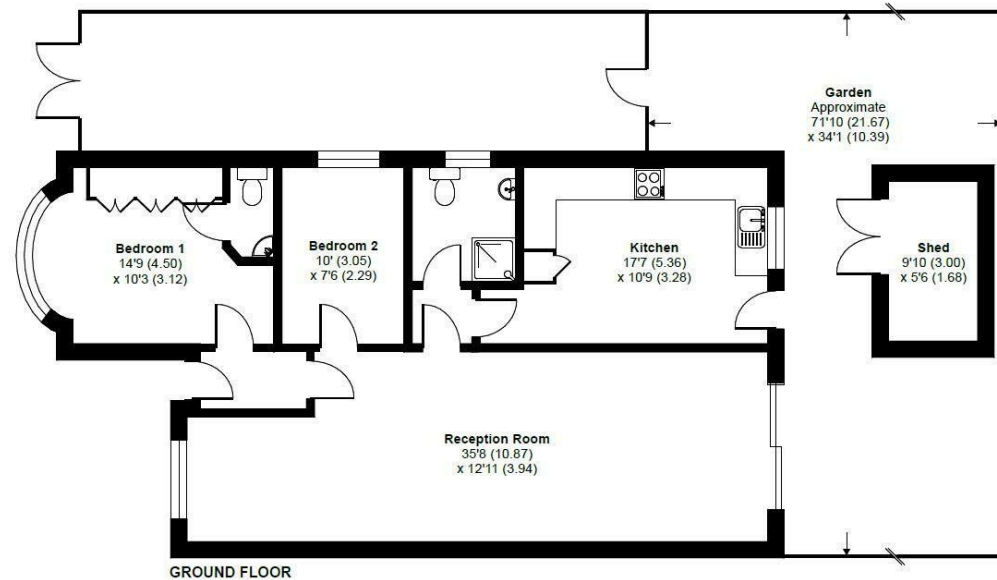 Garden
Approximate
71'10 (21.67)
x 34'1 (10.39)
Bedroom 1
14'9 (4.50)
x 10'3 (3.12)
Bedroom 2
10' (3.05)
x 7'6 (2.29)
Kitchen
17'7 (5.36)
x 10'9 (3.28)
Shed
9'10 (3.00)
x 5'6 (1.68)
Reception Room
35'8 (10.87)
x 12'11 (3.94)
GROUND FLOOR